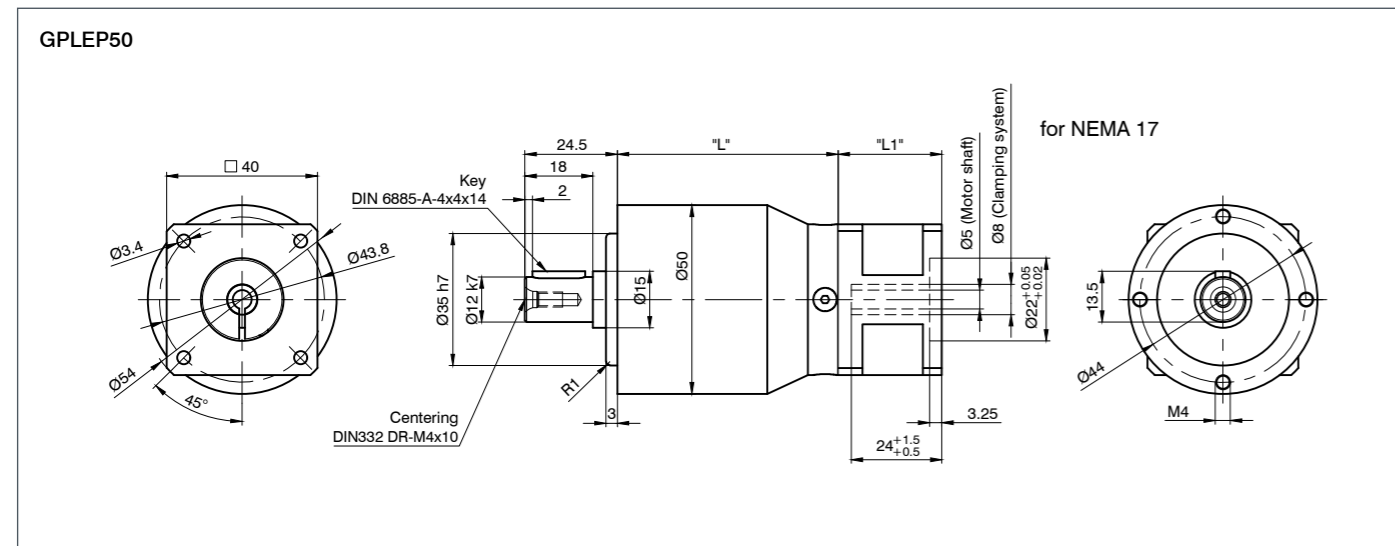 GPLEP50
for NEMA 17
□ 40
Ø3.4
Ø43.8
Ø54
45°
24.5
"L"
"L1"
18
2
Key
DIN 6885-A-4x4x14
Ø35 h7
Ø12 k7
Ø15
Ø50
R1
3
Centering
DIN332 DR-M4x10
Ø5 (Motor shaft)
Ø8 (Clamping system)
Ø22+0.05
+0.02
3.25
24+1.5
+0.5
13.5
Ø44
M4